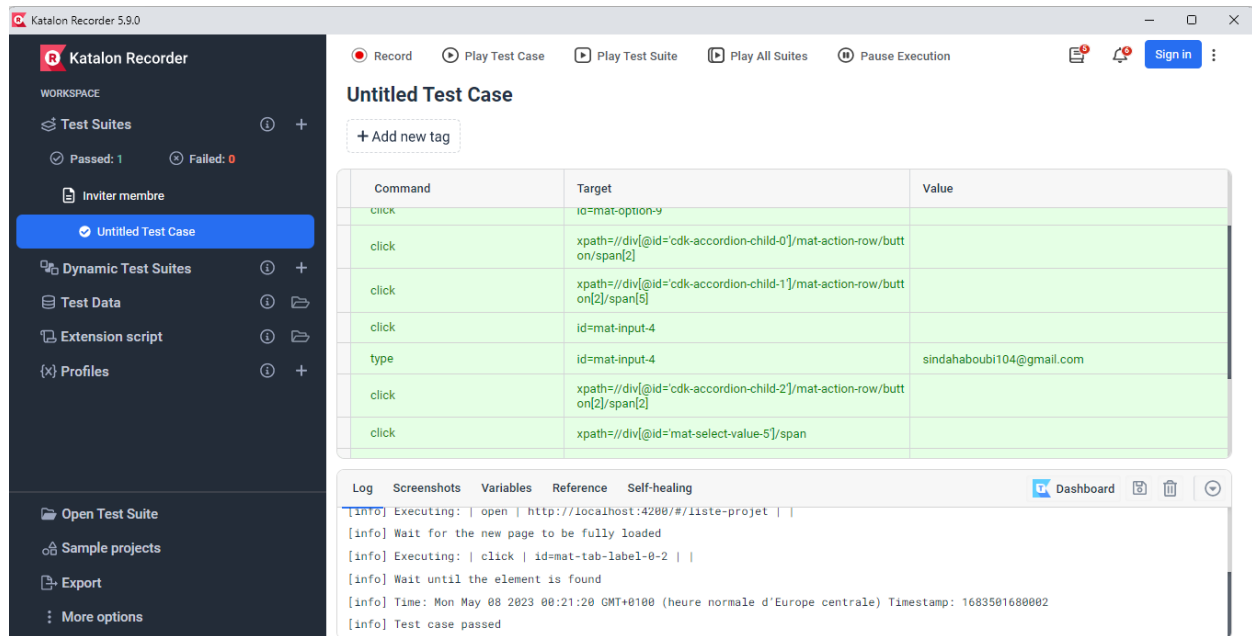 Katalon Recorder 5.9.0
Katalon Recorder
WORKSPACE
Test Suites
Passed: 1 Failed: 0
Inviter membre
Untitled Test Case
Dynamic Test Suites
Test Data
Extension script
{x} Profiles
Open Test Suite
Sample projects
Export
More options
Record Play Test Case Play Test Suite Play All Suites Pause Execution 6 6 Sign in
Untitled Test Case
+ Add new tag
Command Target Value
click id=mat-option-9
click xpath=//div[@id='cdk-accordion-child-0']/mat-action-row/butt
on/span[2]
click xpath=//div[@id='cdk-accordion-child-1']/mat-action-row/butt
on[2]/span[5]
click id=mat-input-4
type id=mat-input-4 sindahaboubi104@gmail.com
click xpath=//div[@id='cdk-accordion-child-2']/mat-action-row/butt
on[2]/span[2]
click xpath=//div[@id='mat-select-value-5']/span
Log Screenshots Variables Reference Self-healing Dashboard
[info] Executing: | open | http://localhost:4200/#/liste-projet | |
[info] Wait for the new page to be fully loaded
[info] Executing: | click | id=mat-tab-label-0-2 | |
[info] Wait until the element is found
[info] Time: Mon May 08 2023 00:21:20 GMT+0100 (heure normale d'Europe centrale) Timestamp: 1683501680002
[info] Test case passed